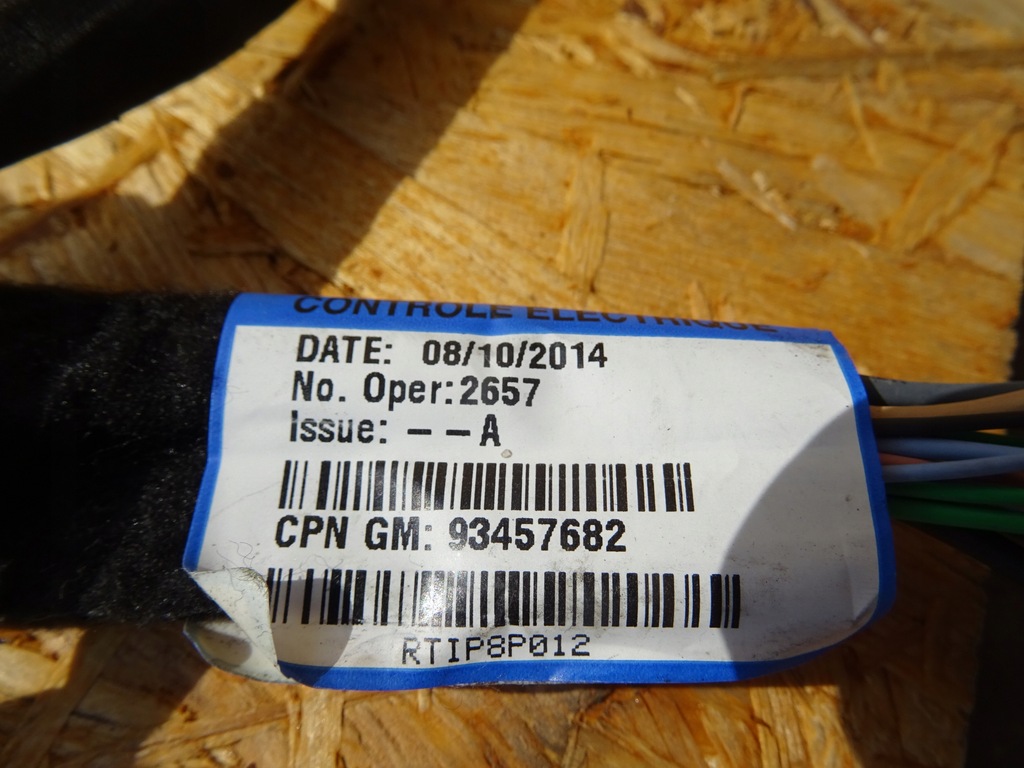 CONTROLE ELECTRIQUE
DATE: 08/10/2014
No. Oper:2657
Issue: – – A
CPN GM: 93457682
RTIP8P012